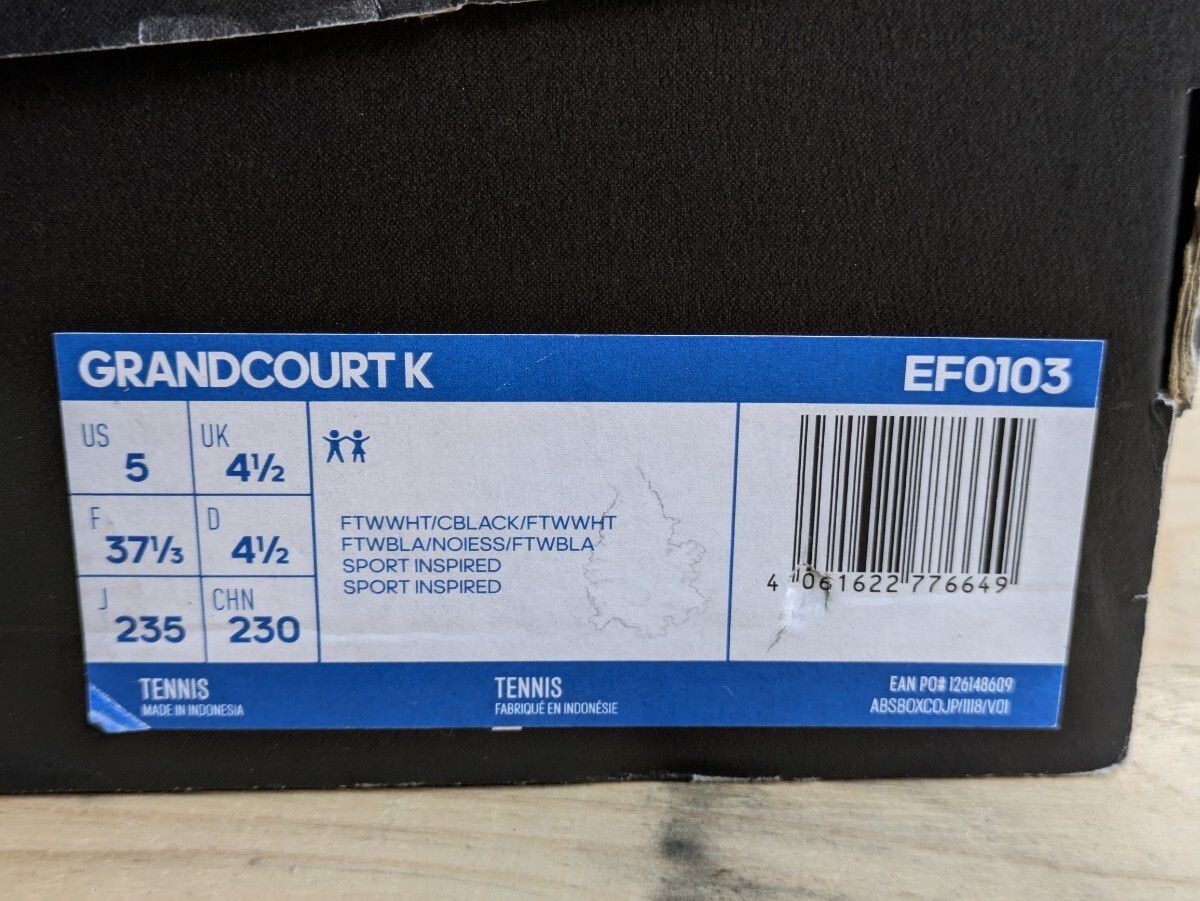 GRANDCOURT K EF0103
US 5 UK 4½
F 37⅓ D 4½
J 235 CHN 230
FTWWHT/CBLACK/FTWWHT
FTWBLA/NOIESS/FTWBLA
SPORT INSPIRED
SPORT INSPIRED
4 061622 776649
TENNIS
MADE IN INDONESIA
TENNIS
FABRIQUÉ EN INDONÉSIE
EAN PO# 126148609
ABSBOXCOJP/1118/V01